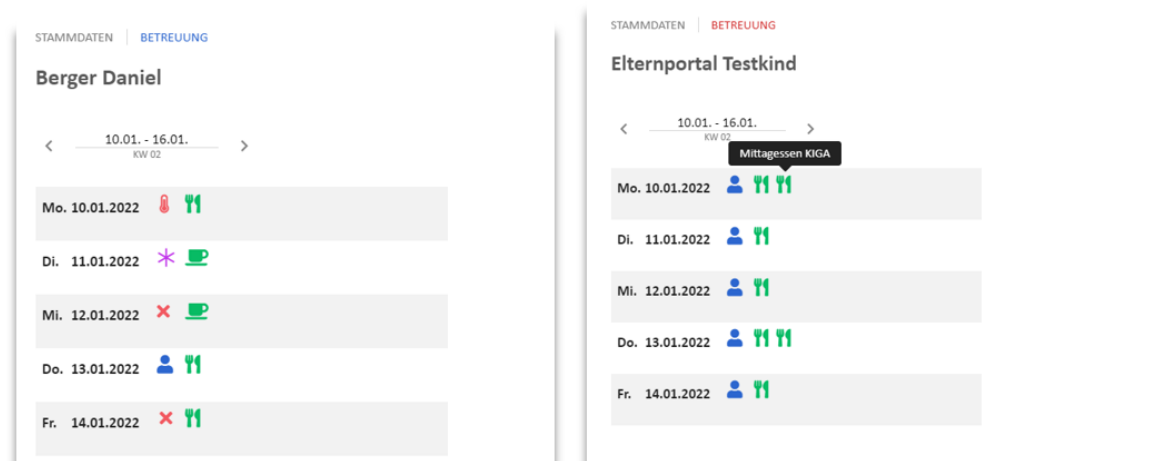 STAMMDATEN BETREUUNG
Berger Daniel
10.01. - 16.01.
KW 02
Mo. 10.01.2022
Di. 11.01.2022
Mi. 12.01.2022
Do. 13.01.2022
Fr. 14.01.2022
STAMMDATEN BETREUUNG
Elternportal Testkind
10.01. - 16.01.
KW 02
Mittagessen KIGA
Mo. 10.01.2022
Di. 11.01.2022
Mi. 12.01.2022
Do. 13.01.2022
Fr. 14.01.2022